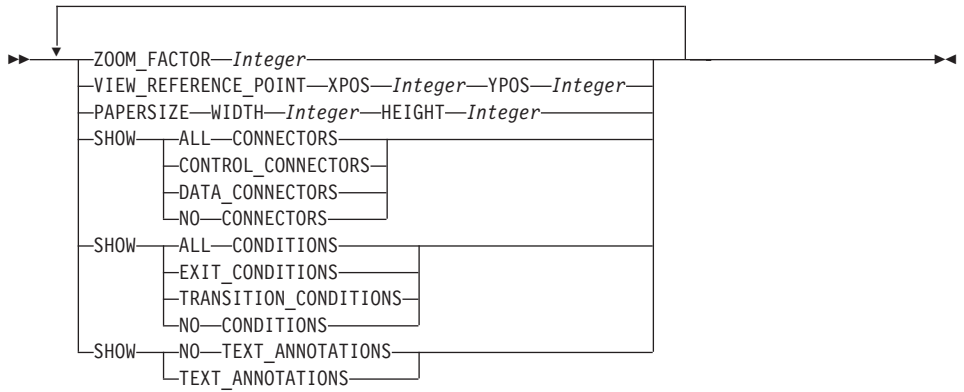 ZOOM_FACTOR Integer
VIEW_REFERENCE_POINT XPOS Integer YPOS Integer
PAPERSIZE WIDTH Integer HEIGHT Integer
SHOW ALL CONNECTORS
CONTROL_CONNECTORS
DATA_CONNECTORS
NO CONNECTORS
SHOW ALL CONDITIONS
EXIT_CONDITIONS
TRANSITION_CONDITIONS
NO CONDITIONS
SHOW NO TEXT_ANNOTATIONS
TEXT_ANNOTATIONS